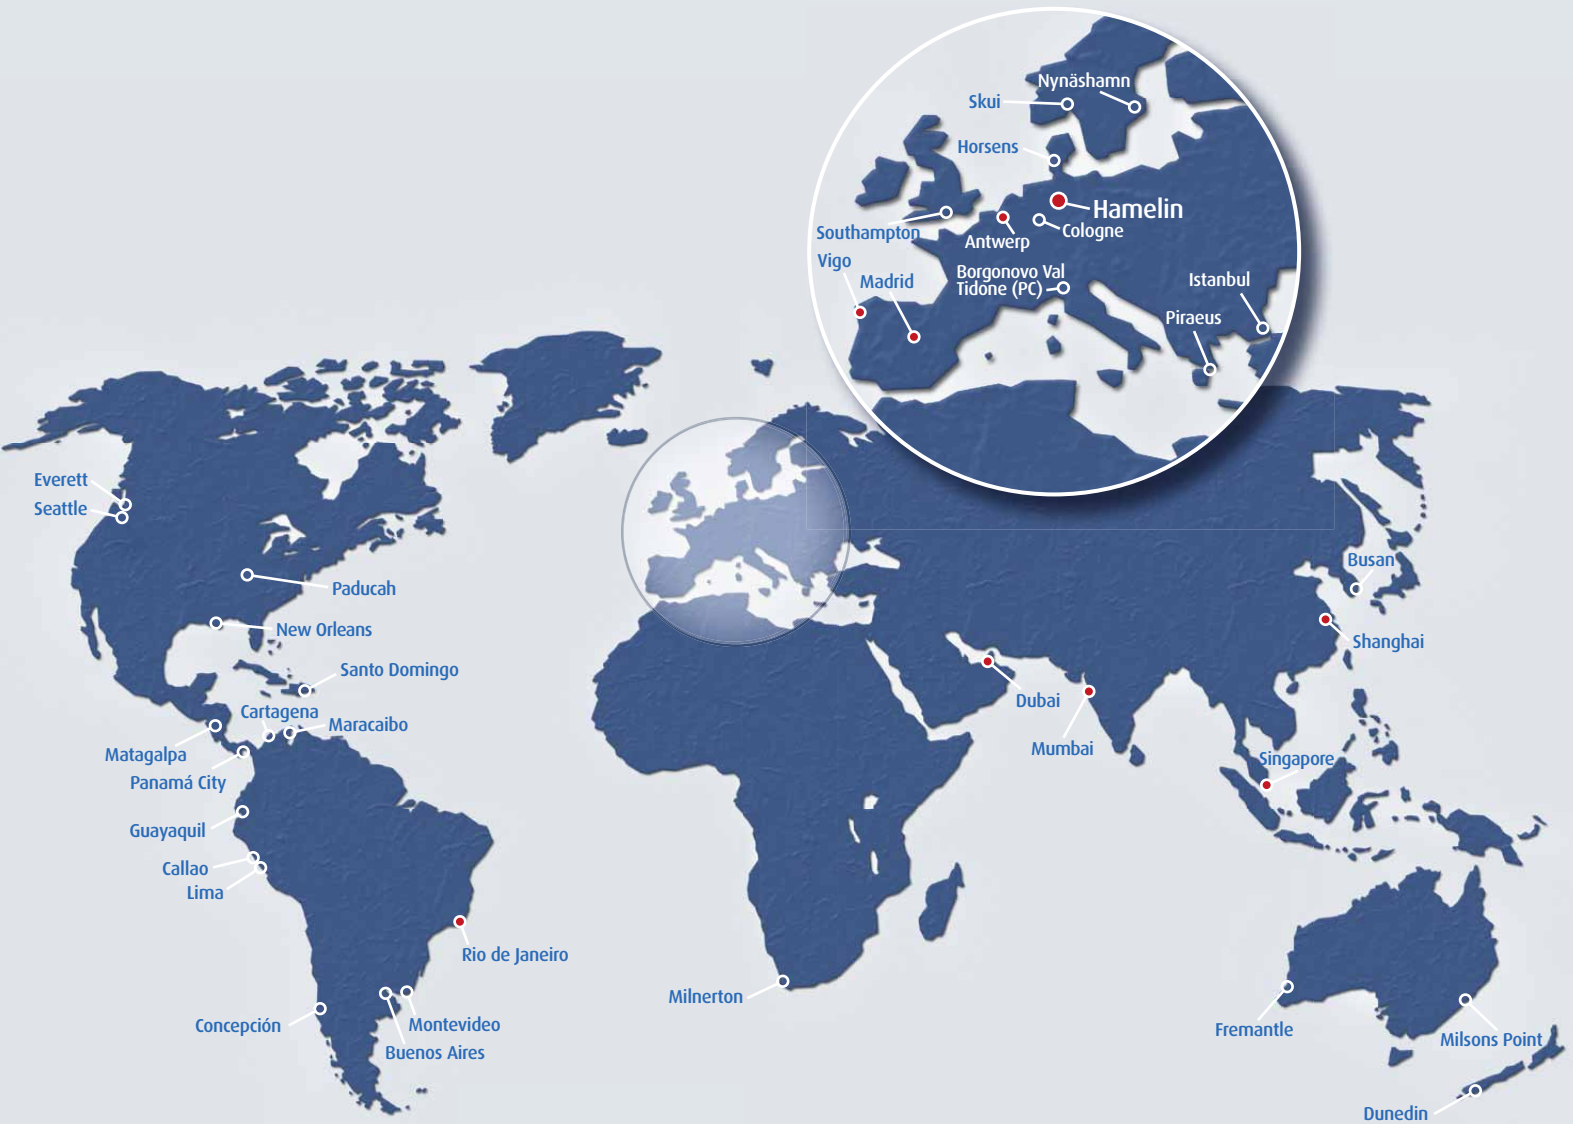 Nynäshamn
Skui
Horsens
Hamelin
Southampton
Cologne
Antwerp
Vigo
Madrid
Borgonovo Val
Tidone (PC)
Istanbul
Piraeus
Everett
Seattle
Paducah
New Orleans
Santo Domingo
Cartagena
Maracaibo
Matagalpa
Panamá City
Guayaquil
Callao
Lima
Rio de Janeiro
Concepción
Montevideo
Buenos Aires
Milnerton
Busan
Shanghai
Dubai
Mumbai
Singapore
Fremantle
Milsons Point
Dunedin